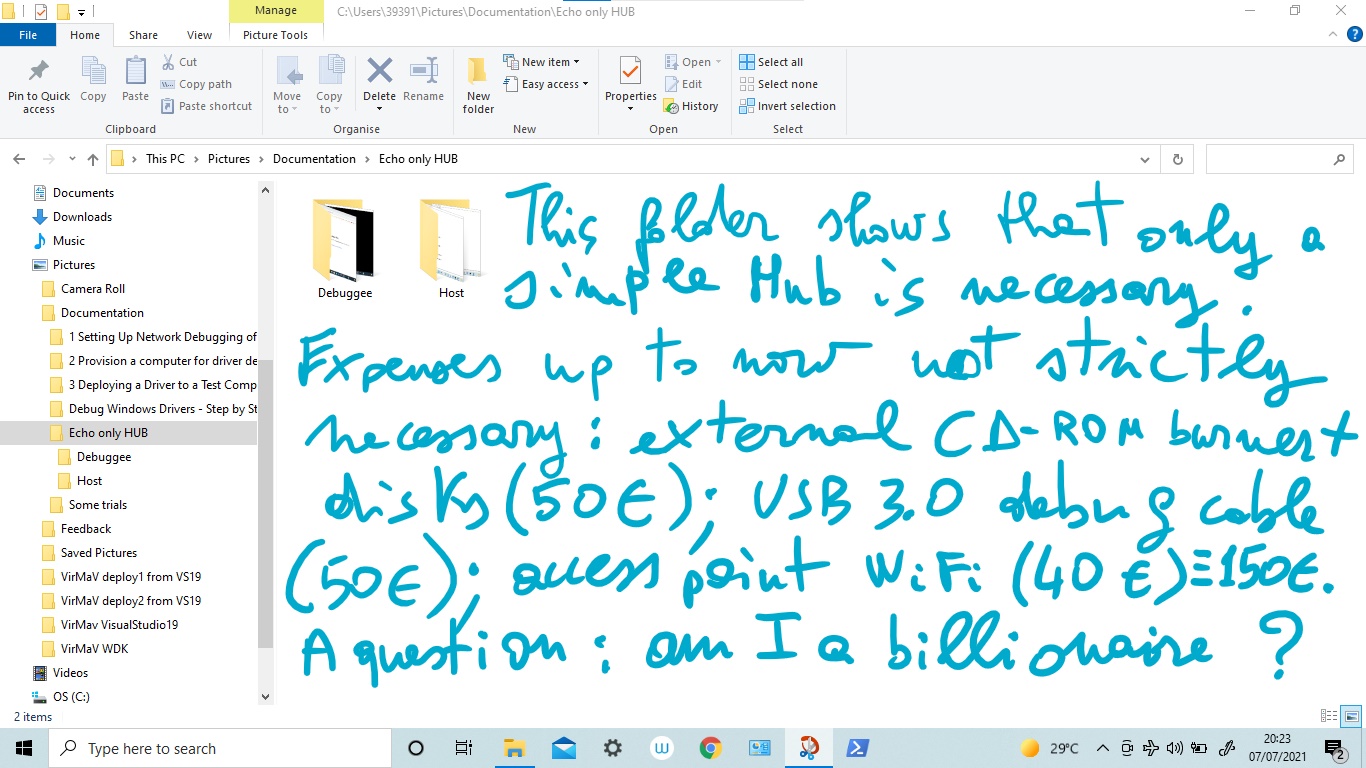 Manage
C:\Users\39391\Pictures\Documentation\Echo only HUB
File
Home
Share
View
Picture Tools
Pin to Quick access
Copy
Paste
Cut
Copy path
Paste shortcut
Clipboard
Move to
Copy to
Delete
Rename
Organise
New folder
New item
Easy access
New
Properties
Open
Edit
History
Open
Select all
Select none
Invert selection
Select
This PC > Pictures > Documentation > Echo only HUB
Documents
Downloads
Music
Pictures
Camera Roll
Documentation
1 Setting Up Network Debugging of
2 Provision a computer for driver de
3 Deploying a Driver to a Test Comp
Debug Windows Drivers - Step by St
Echo only HUB
Debuggee
Host
Some trials
Feedback
Saved Pictures
VirMaV deploy1 from VS19
VirMaV deploy2 from VS19
VirMav VisualStudio19
VirMaV WDK
Videos
OS (C:)
Debuggee
Host
This folder shows that only a
simple Hub is necessary.
Expenses up to now not strictly
necessary: external CD-ROM burner+
disks (50€); USB 3.0 debug cable
(50€); access point WiFi (40€)=150€.
A question: am I a billionaire?
2 items
Type here to search
29°C
20:23
07/07/2021
2